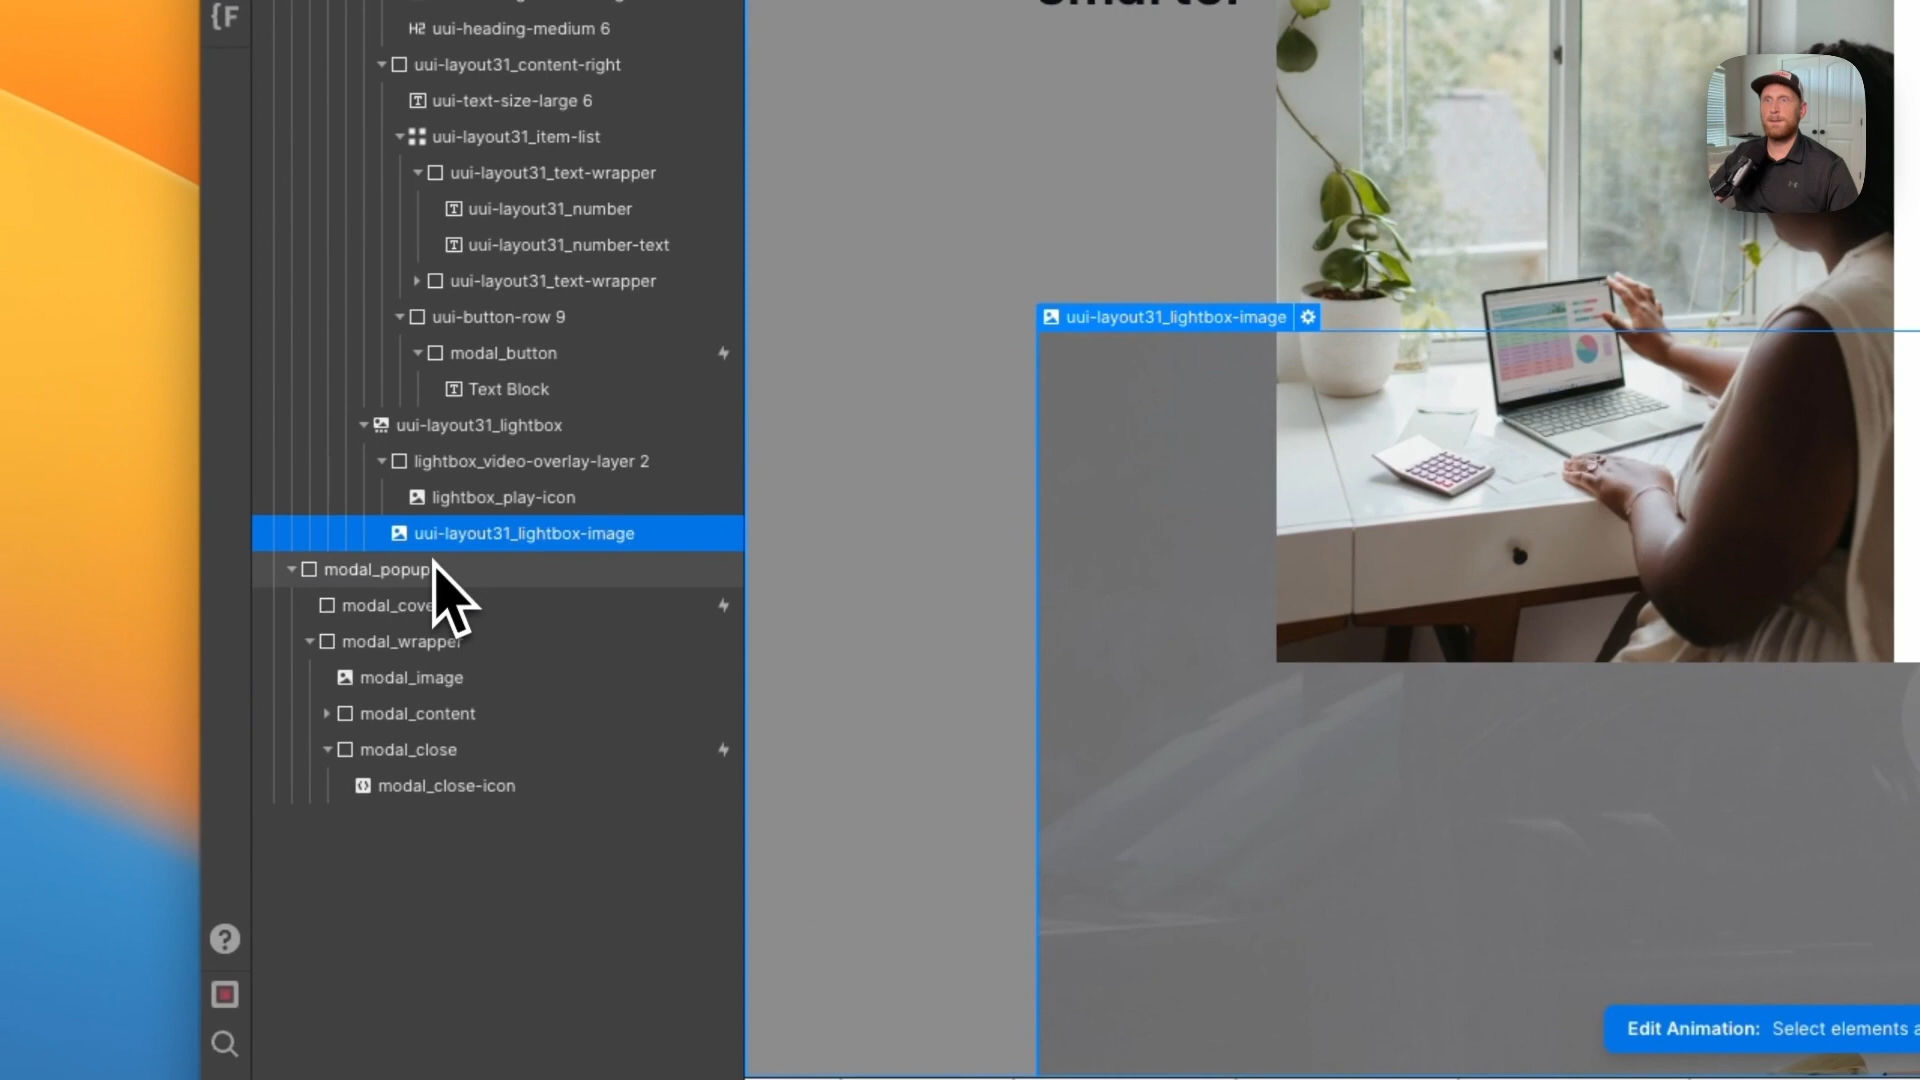 {F
H2 uui-heading-medium 6
uui-layout31_content-right
uui-text-size-large 6
uui-layout31_item-list
uui-layout31_text-wrapper
uui-layout31_number
uui-layout31_number-text
uui-layout31_text-wrapper
uui-button-row 9
modal_button
Text Block
uui-layout31_lightbox
lightbox_video-overlay-layer 2
lightbox_play-icon
uui-layout31_lightbox-image
modal_popup
modal_cove
modal_wrapper
modal_image
modal_content
modal_close
modal_close-icon
uui-layout31_lightbox-image
Edit Animation: Select elements a